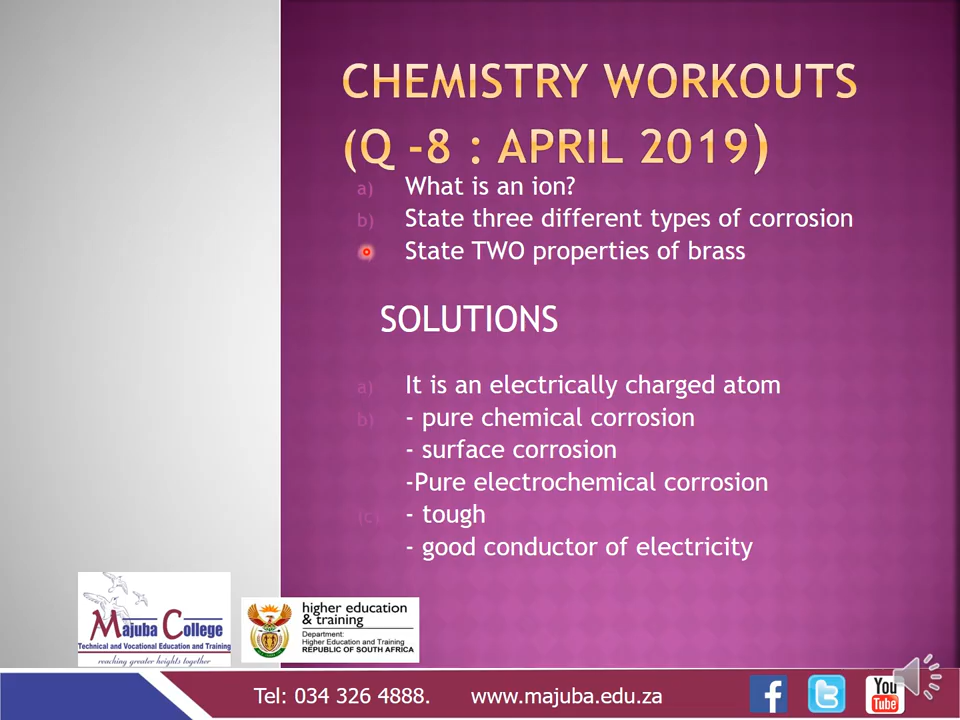 CHEMISTRY WORKOUTS
(Q -8 : APRIL 2019)
a) What is an ion?
b) State three different types of corrosion
State TWO properties of brass
SOLUTIONS
a) It is an electrically charged atom
b) - pure chemical corrosion
- surface corrosion
-Pure electrochemical corrosion
(c) - tough
- good conductor of electricity
Majuba College
Technical and Vocational Education and Training
reaching greater heights together
higher education
& training
Department:
Higher Education and Training
REPUBLIC OF SOUTH AFRICA
Tel: 034 326 4888. www.majuba.edu.za
You
Tube